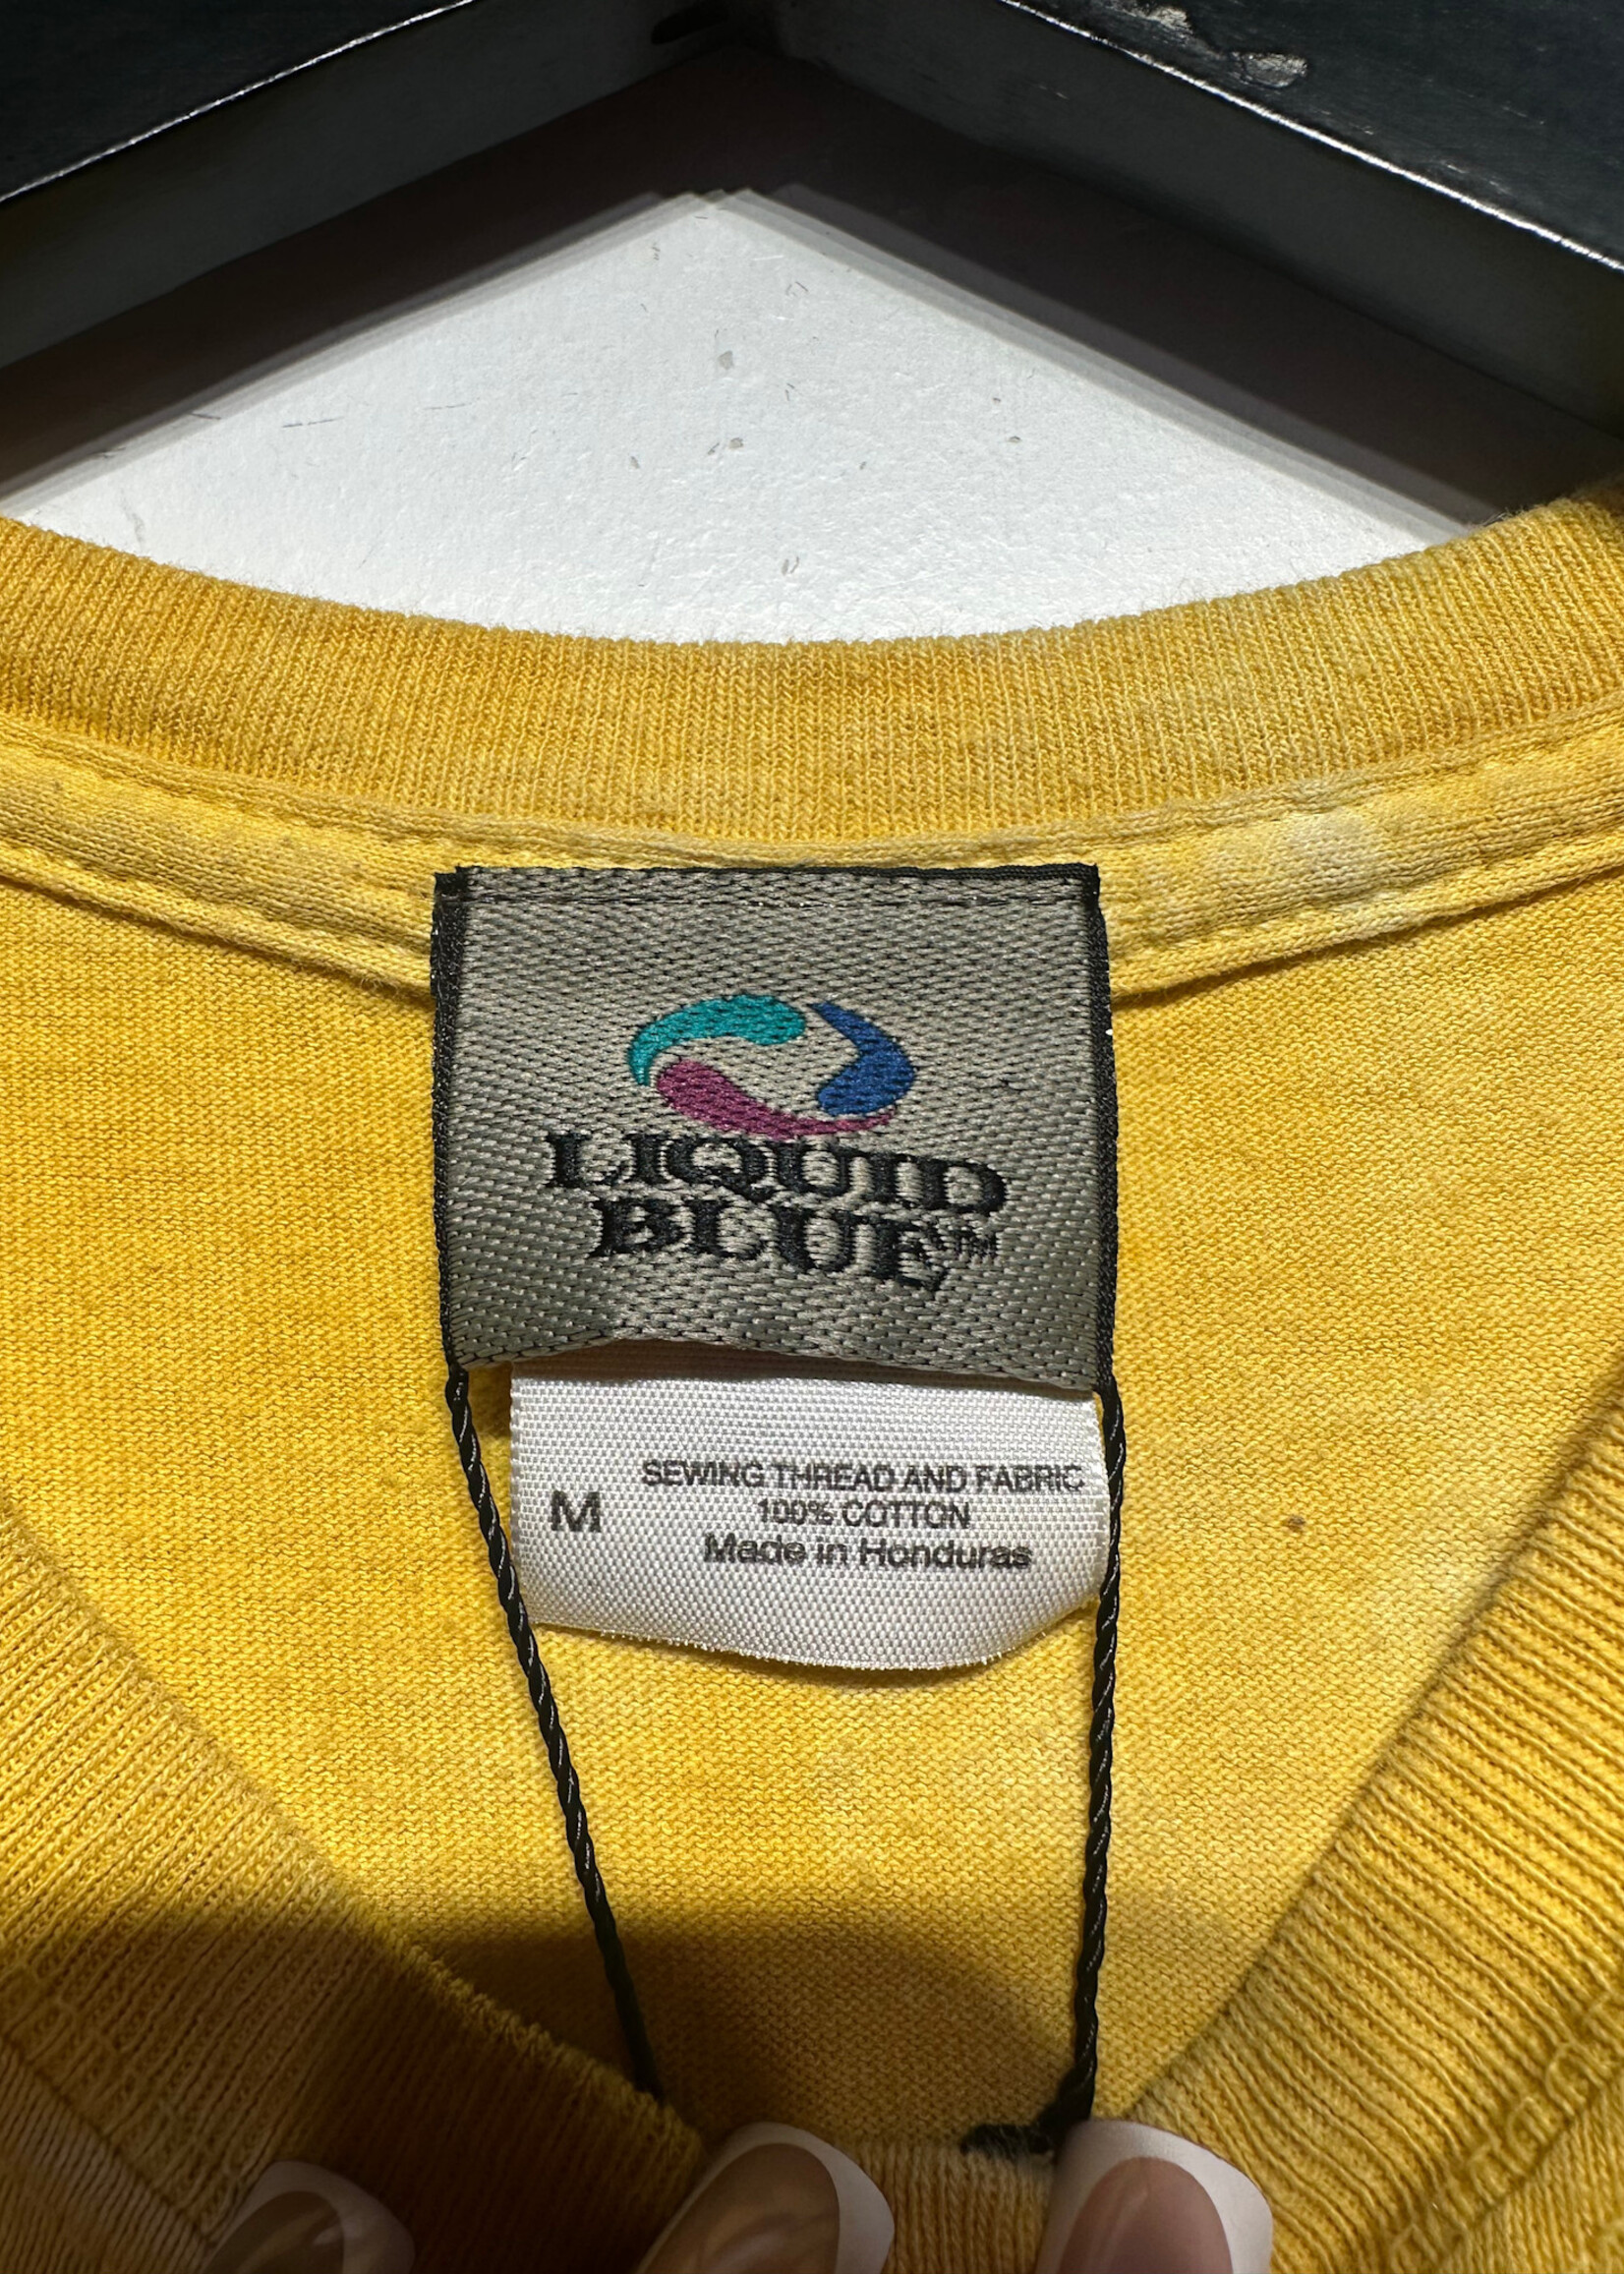 LIQUID
BLUE™
M
SEWING THREAD AND FABRIC
100% COTTON
Made in Honduras